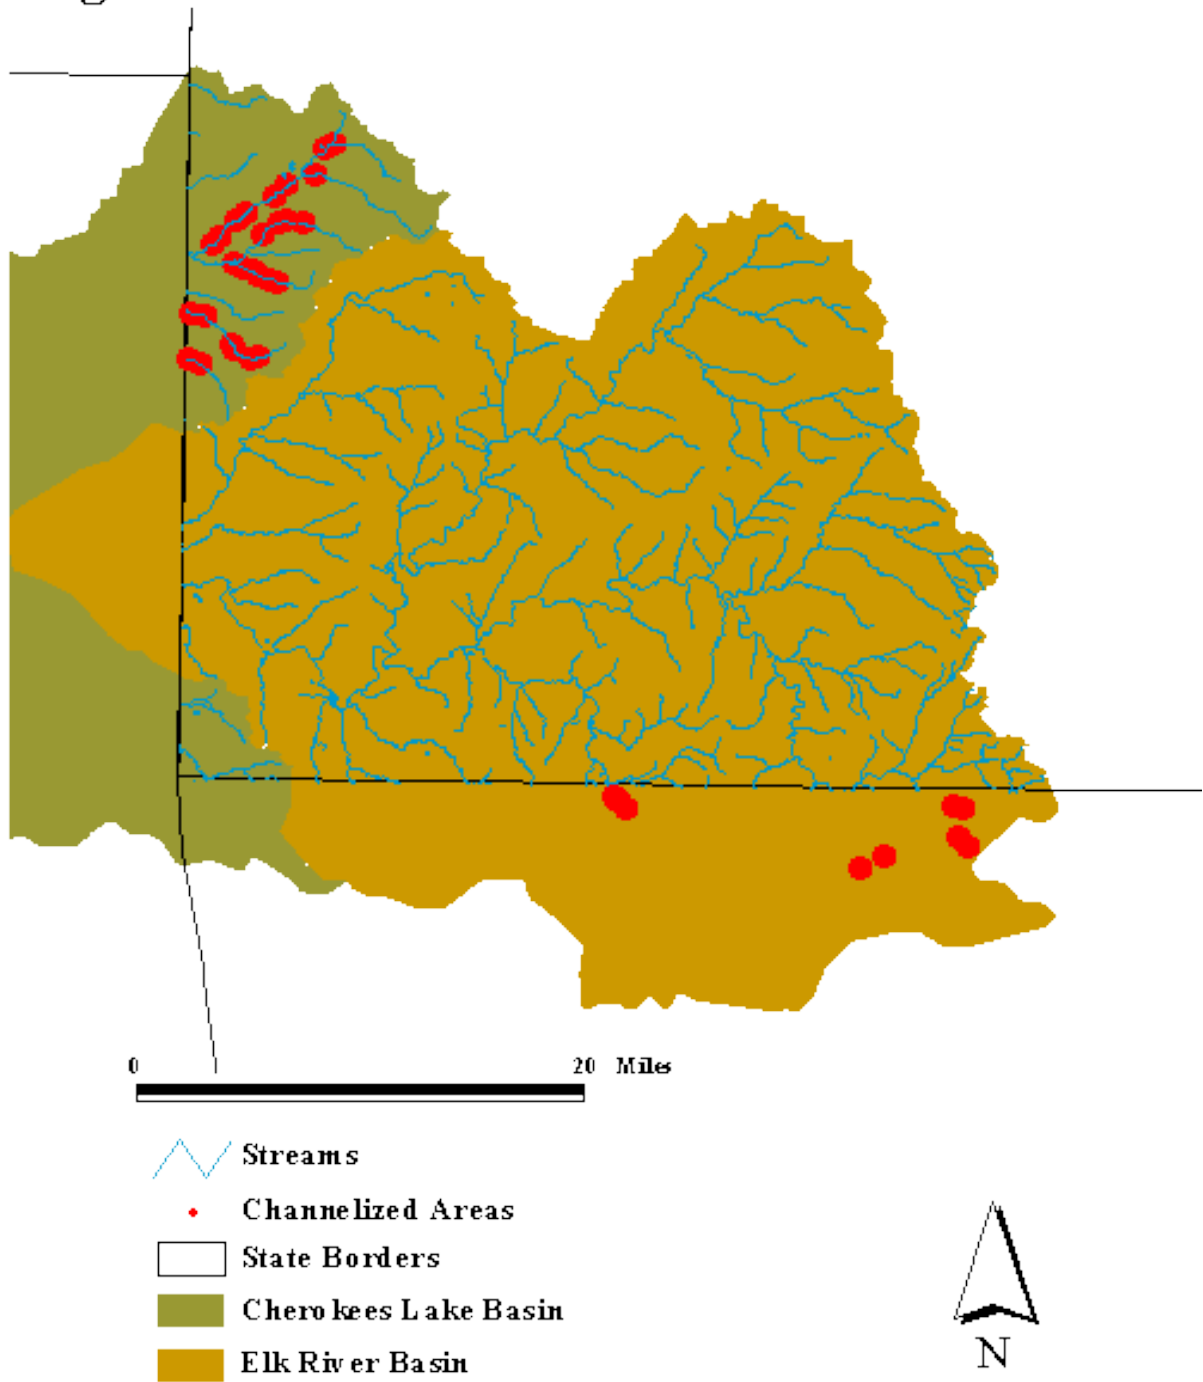 0 20 Miles
Streams
Channelized Areas
State Borders
Cherokees Lake Basin
Elk River Basin
N